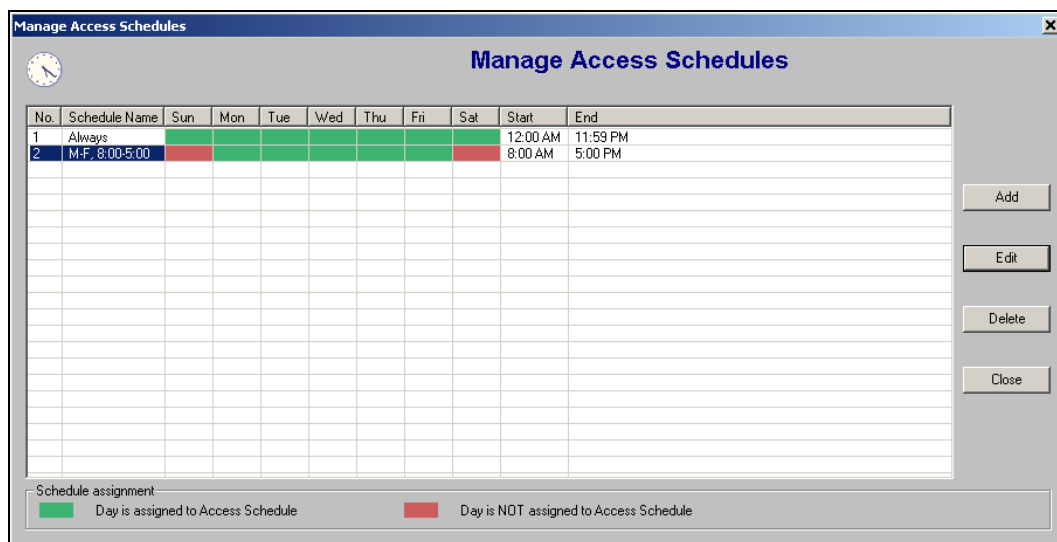 Manage Access Schedules
Manage Access Schedules
No. Schedule Name Sun Mon Tue Wed Thu Fri Sat Start End
1 Always 12:00 AM 11:59 PM
2 M-F, 8:00-5:00 8:00 AM 5:00 PM
Add
Edit
Delete
Close
Schedule assignment
Day is assigned to Access Schedule Day is NOT assigned to Access Schedule